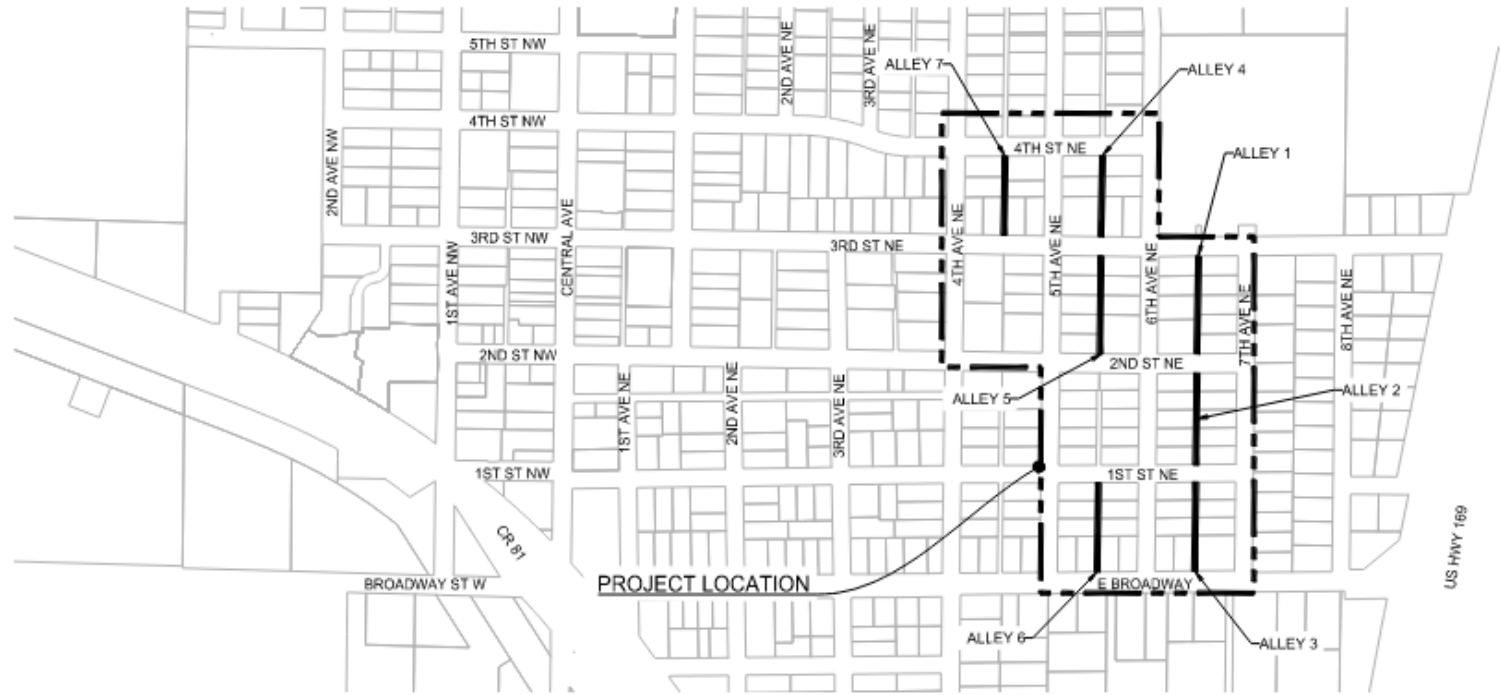 5TH ST NW
2ND AVE NE
3RD AVE NE
ALLEY 7
ALLEY 4
4TH ST NW
2ND AVE NW
4TH ST NE
ALLEY 1
CENTRAL AVE
3RD ST NW
1ST AVE NW
3RD ST NE
4TH AVE NE
5TH AVE NE
6TH AVE NE
7TH AVE NE
8TH AVE NE
2ND ST NW
2ND ST NE
1ST AVE NE
2ND AVE NE
3RD AVE NE
ALLEY 5
ALLEY 2
1ST ST NW
1ST ST NE
CR 81
US HWY 169
BROADWAY ST W
PROJECT LOCATION
E BROADWAY
ALLEY 6
ALLEY 3